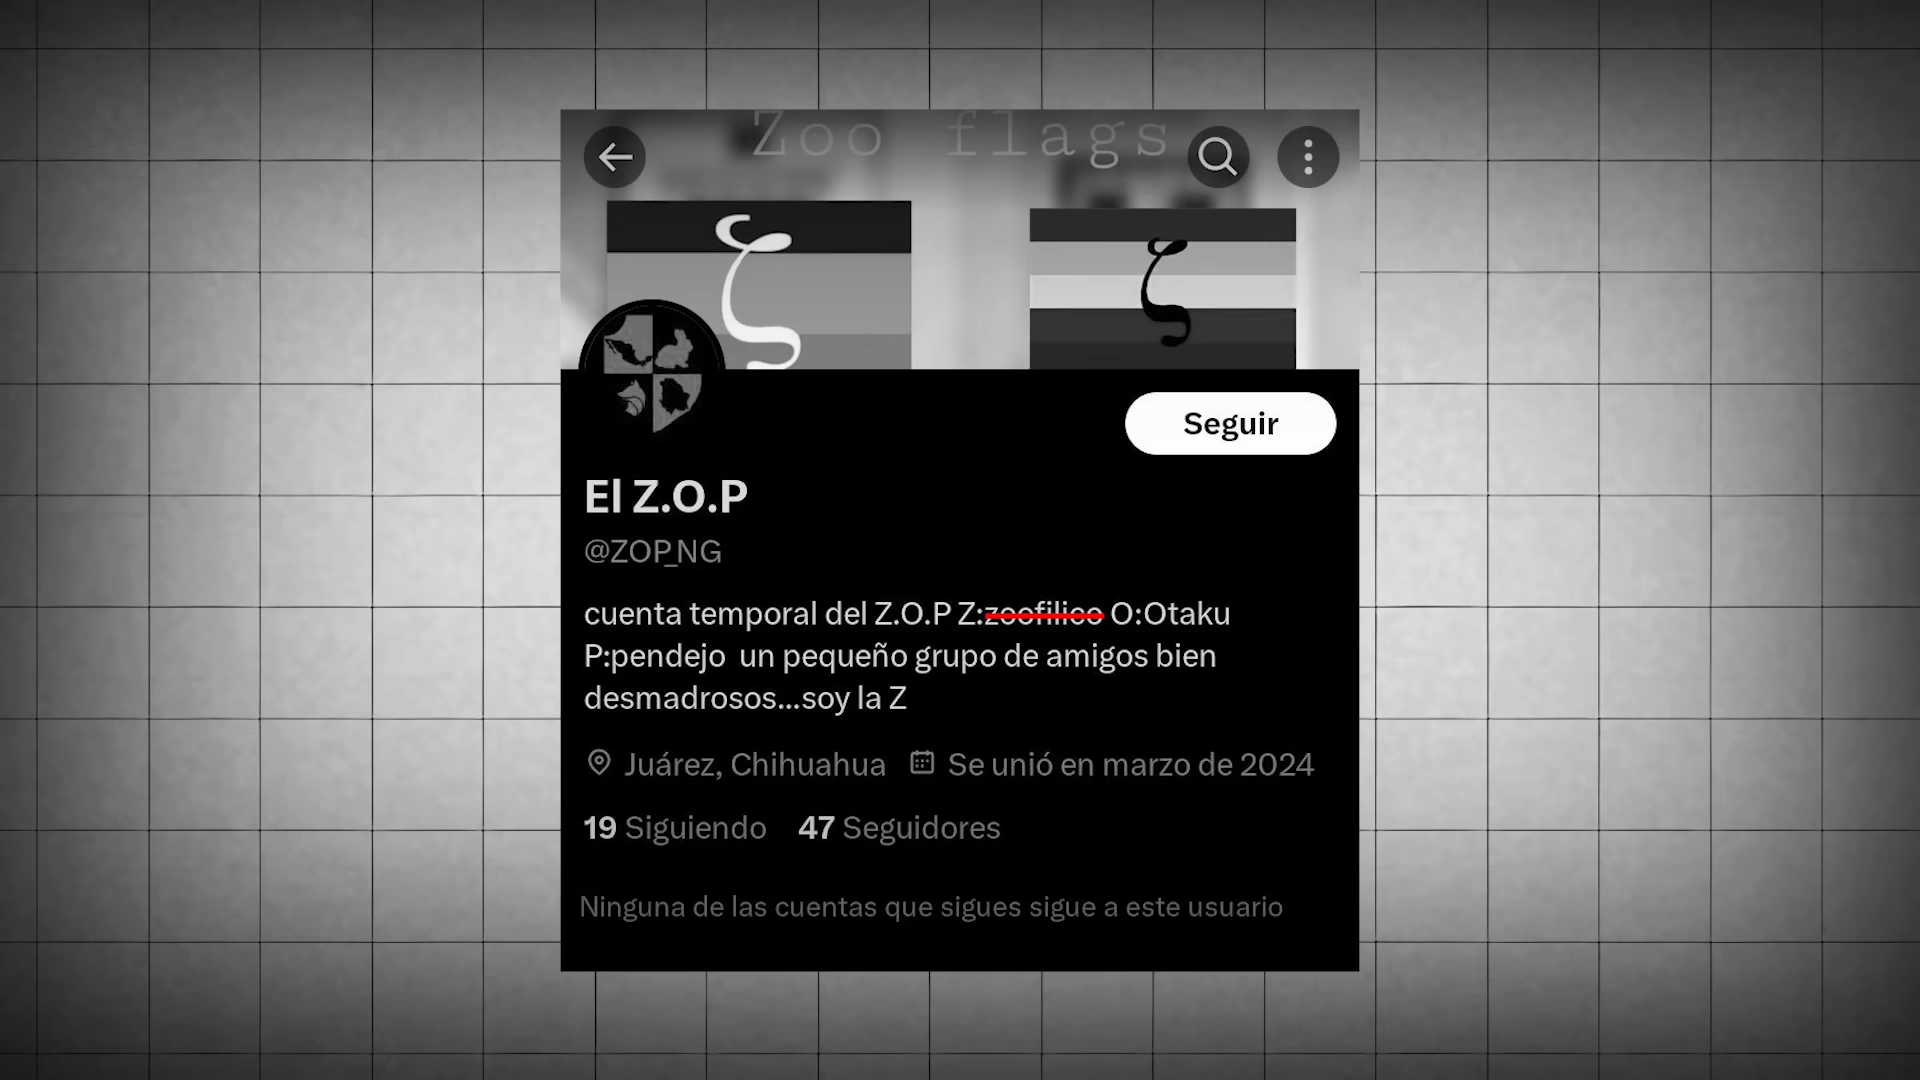 Zoo flags
Seguir
El Z.O.P
@ZOP_NG
cuenta temporal del Z.O.P Z:zoofilico O:Otaku
P:pendejo un pequeño grupo de amigos bien
desmadrosos...soy la Z
Juárez, Chihuahua Se unió en marzo de 2024
19 Siguiendo 47 Seguidores
Ninguna de las cuentas que sigues sigue a este usuario